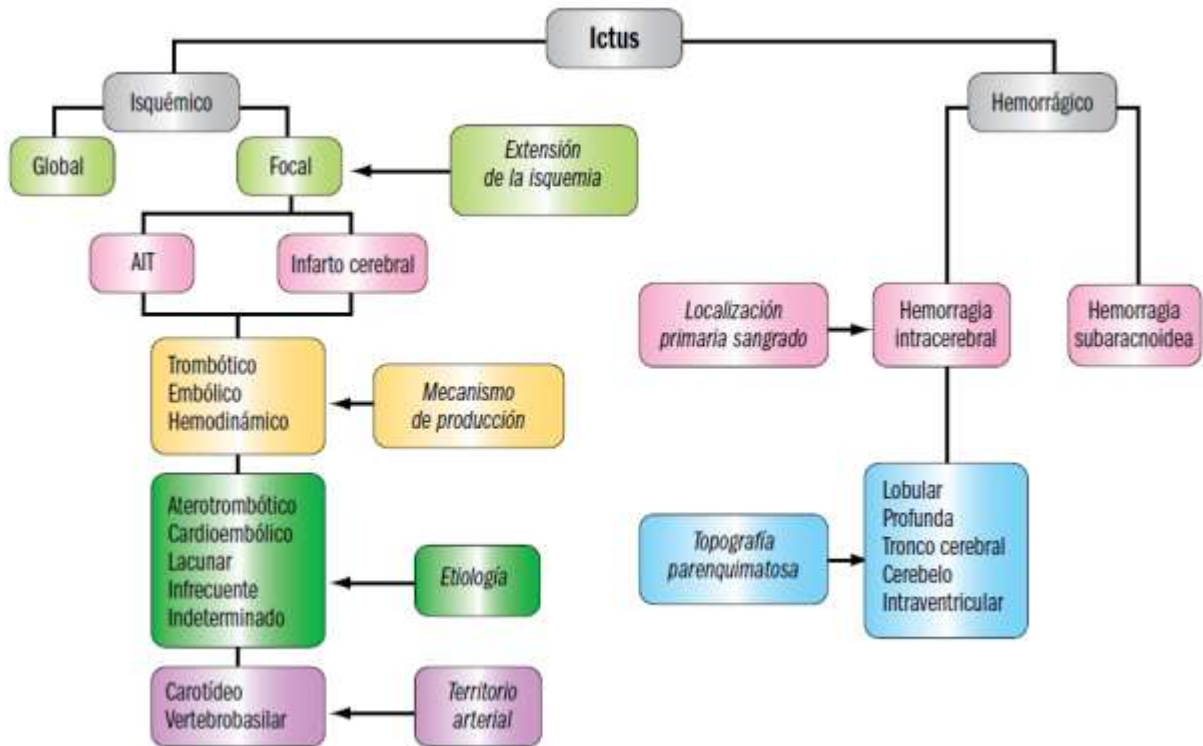 Ictus
Isquémico
Hemorrágico
Global
Focal
Extensión
de la isquemia
AIT
Infarto cerebral
Localización
primaria sangrado
Hemorragia
intracerebral
Hemorragia
subaracnoidea
Trombótico
Embólico
Hemodinámico
Mecanismo
de producción
Aterotrombótico
Cardioembólico
Lacunar
Infrecuente
Indeterminado
Etiología
Topografía
parenquimatosa
Lobular
Profunda
Tronco cerebral
Cerebelo
Intraventricular
Carotídeo
Vertebrobasilar
Territorio
arterial